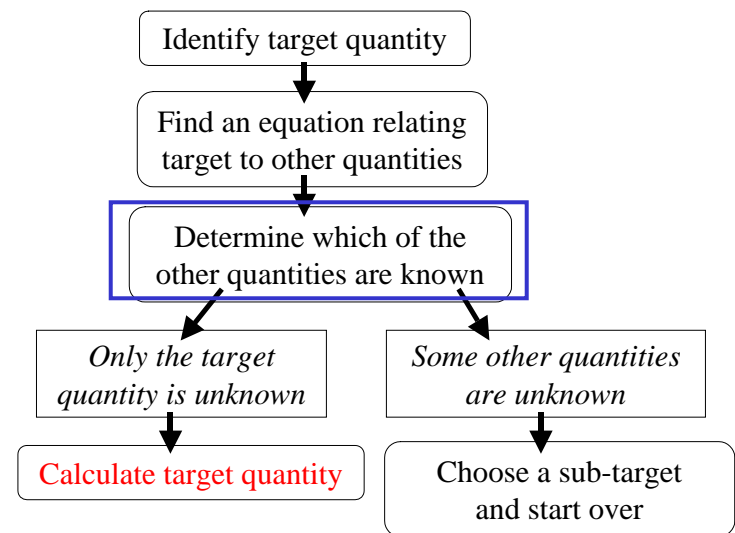 Identify target quantity
Find an equation relating
target to other quantities
Determine which of the
other quantities are known
Only the target
quantity is unknown
Some other quantities
are unknown
Calculate target quantity
Choose a sub-target
and start over